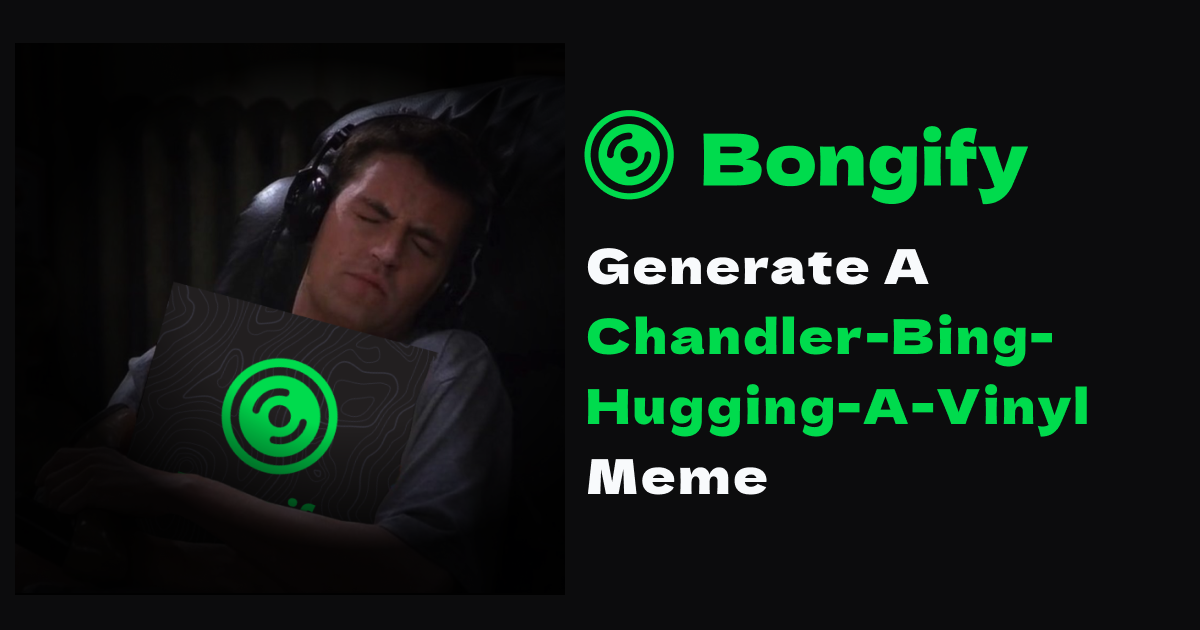 Bongify
Generate A
Chandler-Bing-
Hugging-A-Vinyl
Meme